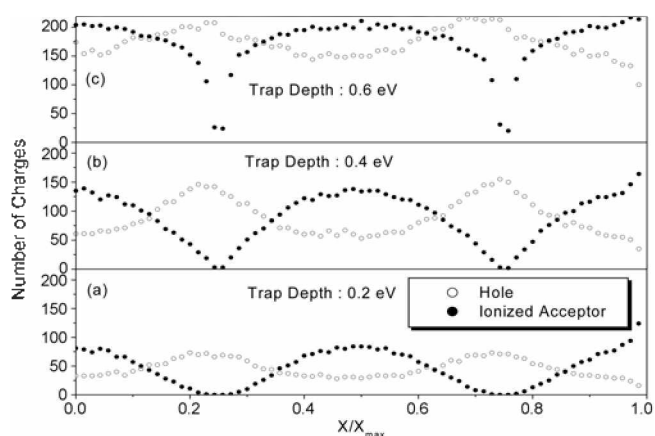 200
150
100
50
0
(c)
Trap Depth : 0.6 eV
200
150
100
50
0
(b)
Trap Depth : 0.4 eV
200
150
100
50
0
(a)
Trap Depth : 0.2 eV
Hole
Ionized Acceptor
Number of Charges
0.0 0.2 0.4 0.6 0.8 1.0
X/Xmax